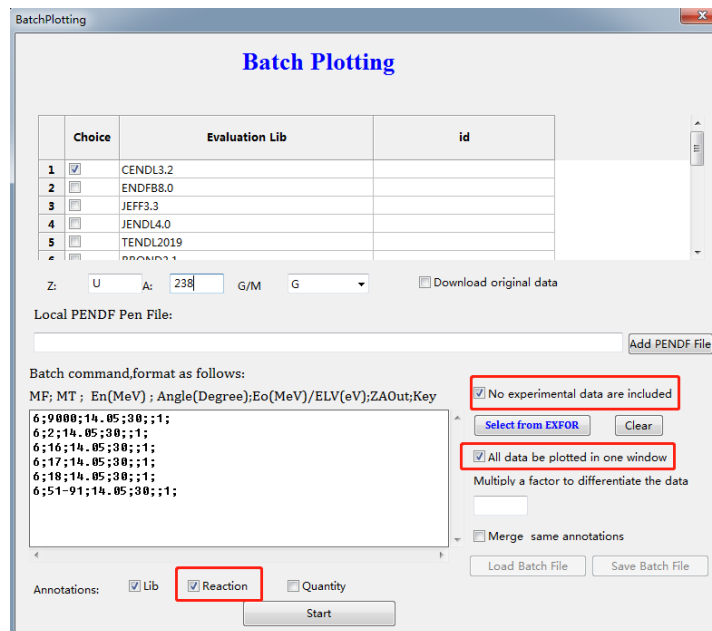 BatchPlotting
Batch Plotting
Choice Evaluation Lib id
1 CENDL3.2
2 ENDFB8.0
3 JEFF3.3
4 JENDL4.0
5 TENDL2019
Z: U A: 238 G/M G Download original data
Local PENDF Pen File:
Add PENDF File
Batch command,format as follows:
MF; MT ; En(MeV) ; Angle(Degree);Eo(MeV)/ELV(eV);ZAOut;Key
6;9000;14.05;30;;1;
6;2;14.05;30;;1;
6;16;14.05;30;;1;
6;17;14.05;30;;1;
6;18;14.05;30;;1;
6;51-91;14.05;30;;1;
No experimental data are included
Select from EXFOR Clear
All data be plotted in one window
Multiply a factor to differentiate the data
Merge same annotations
Load Batch File Save Batch File
Annotations: Lib Reaction Quantity
Start